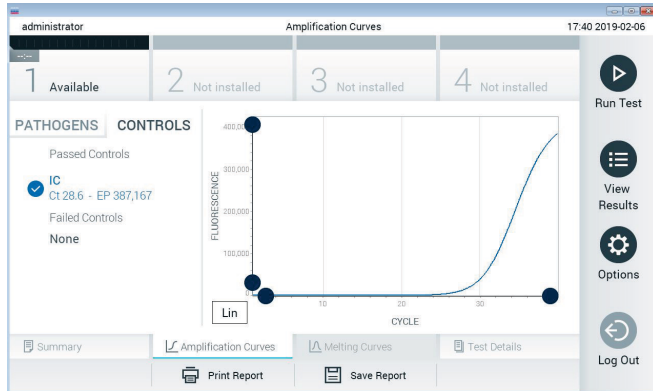 administrator
Amplification Curves
17:40 2019-02-06
--:--
1 Available
2 Not installed
3 Not installed
4 Not installed
Run Test
PATHOGENS CONTROLS
Passed Controls
IC
Ct 28.6 - EP 387,167
Failed Controls
None
400,000
300,000
200,000
100,000
0
FLUORESCENCE
10 20 30
CYCLE
Lin
View
Results
Options
Log Out
Summary
Amplification Curves
Melting Curves
Test Details
Print Report
Save Report